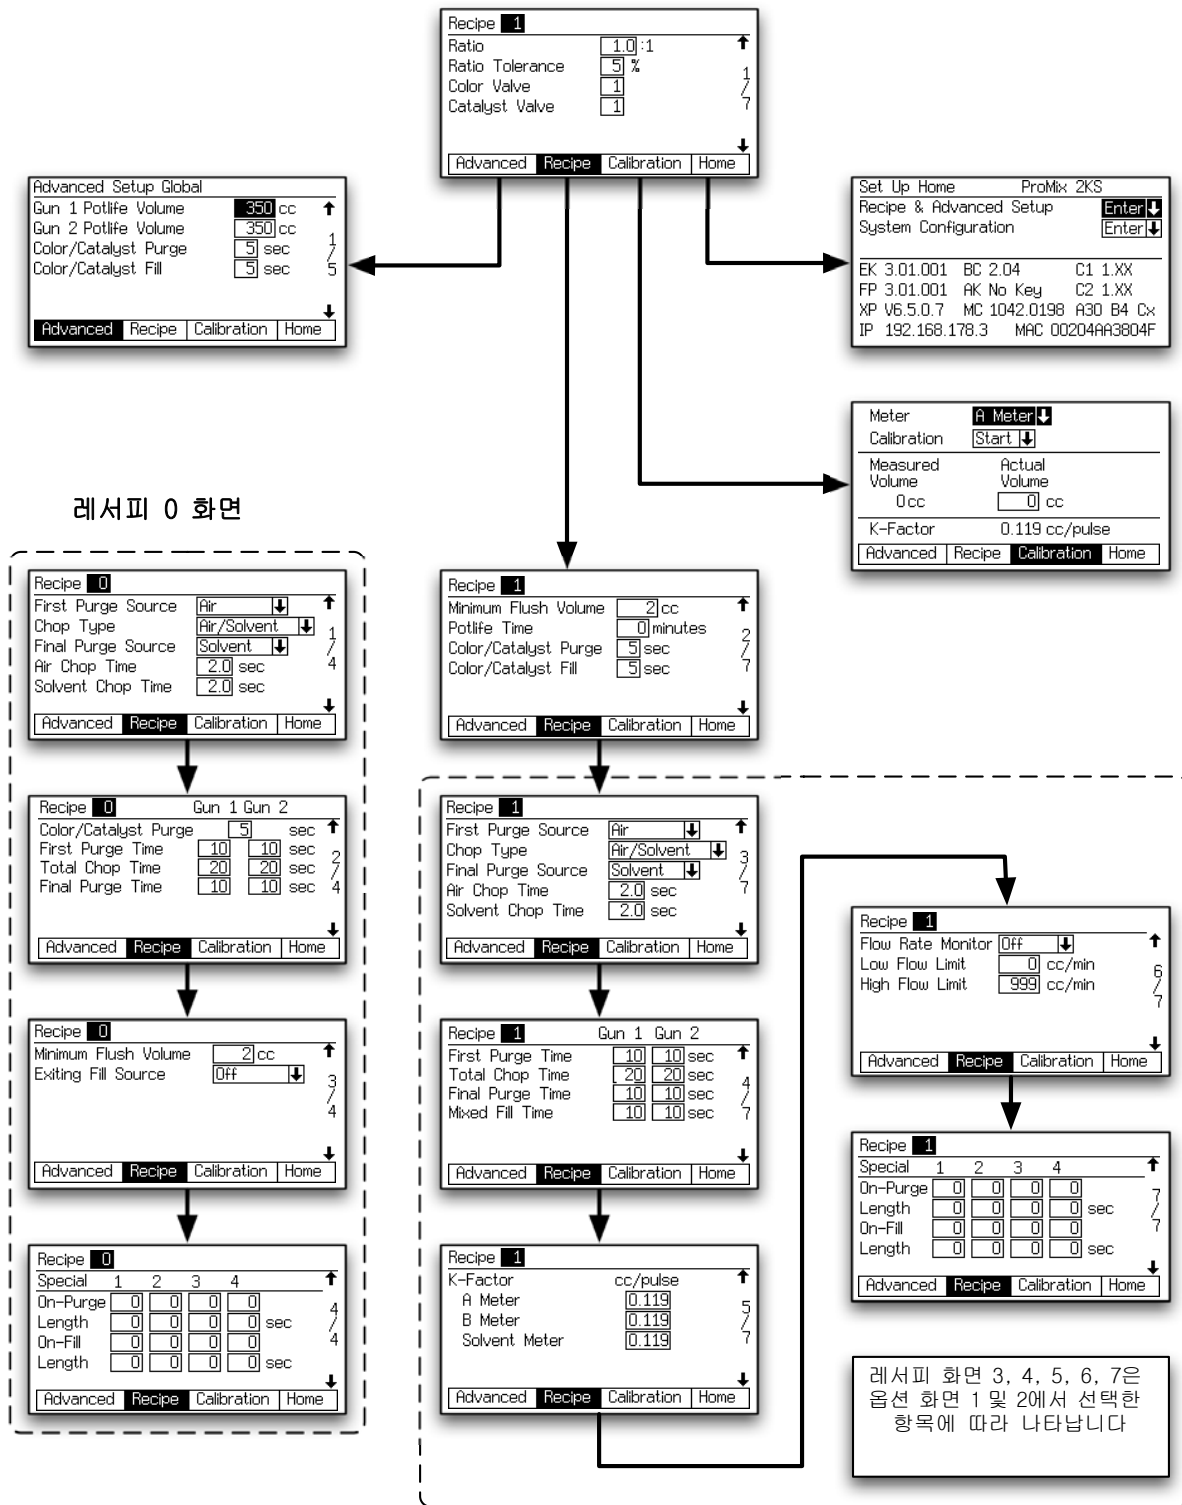 Recipe 1
Ratio 1.0 :1
Ratio Tolerance 5 %
Color Valve 1
Catalyst Valve 1
1/7
Advanced Recipe Calibration Home
Advanced Setup Global
Gun 1 Potlife Volume 350 cc
Gun 2 Potlife Volume 350 cc
Color/Catalyst Purge 5 sec
Color/Catalyst Fill 5 sec
1/5
Advanced Recipe Calibration Home
Set Up Home ProMix 2KS
Recipe & Advanced Setup Enter
System Configuration Enter
EK 3.01.001 BC 2.04 C1 1.XX
FP 3.01.001 AK No Key C2 1.XX
XP V6.5.0.7 MC 1042.0198 A30 B4 Cx
IP 192.168.178.3 MAC 00204AA3804F
Meter A Meter
Calibration Start
Measured Actual
Volume Volume
0cc 0 cc
K-Factor 0.119 cc/pulse
Advanced Recipe Calibration Home
레서피 0 화면
Recipe 0
First Purge Source Air
Chop Type Air/Solvent
Final Purge Source Solvent
Air Chop Time 2.0 sec
Solvent Chop Time 2.0 sec
1/4
Advanced Recipe Calibration Home
Recipe 0 Gun 1 Gun 2
Color/Catalyst Purge 5 sec
First Purge Time 10 10 sec
Total Chop Time 20 20 sec
Final Purge Time 10 10 sec
2/4
Advanced Recipe Calibration Home
Recipe 0
Minimum Flush Volume 2 cc
Exiting Fill Source Off
3/4
Advanced Recipe Calibration Home
Recipe 0
Special 1 2 3 4
On-Purge 0 0 0 0
Length 0 0 0 0 sec
On-Fill 0 0 0 0
Length 0 0 0 0 sec
4/4
Advanced Recipe Calibration Home
Recipe 1
Minimum Flush Volume 2 cc
Potlife Time 0 minutes
Color/Catalyst Purge 5 sec
Color/Catalyst Fill 5 sec
2/7
Advanced Recipe Calibration Home
Recipe 1
First Purge Source Air
Chop Type Air/Solvent
Final Purge Source Solvent
Air Chop Time 2.0 sec
Solvent Chop Time 2.0 sec
3/7
Advanced Recipe Calibration Home
Recipe 1 Gun 1 Gun 2
First Purge Time 10 10 sec
Total Chop Time 20 20 sec
Final Purge Time 10 10 sec
Mixed Fill Time 10 10 sec
4/7
Advanced Recipe Calibration Home
Recipe 1
K-Factor cc/pulse
A Meter 0.119
B Meter 0.119
Solvent Meter 0.119
5/7
Advanced Recipe Calibration Home
Recipe 1
Flow Rate Monitor Off
Low Flow Limit 0 cc/min
High Flow Limit 999 cc/min
6/7
Advanced Recipe Calibration Home
Recipe 1
Special 1 2 3 4
On-Purge 0 0 0 0
Length 0 0 0 0 sec
On-Fill 0 0 0 0
Length 0 0 0 0 sec
7/7
Advanced Recipe Calibration Home
레서피 화면 3, 4, 5, 6, 7은
옵션 화면 1 및 2에서 선택한
항목에 따라 나타납니다